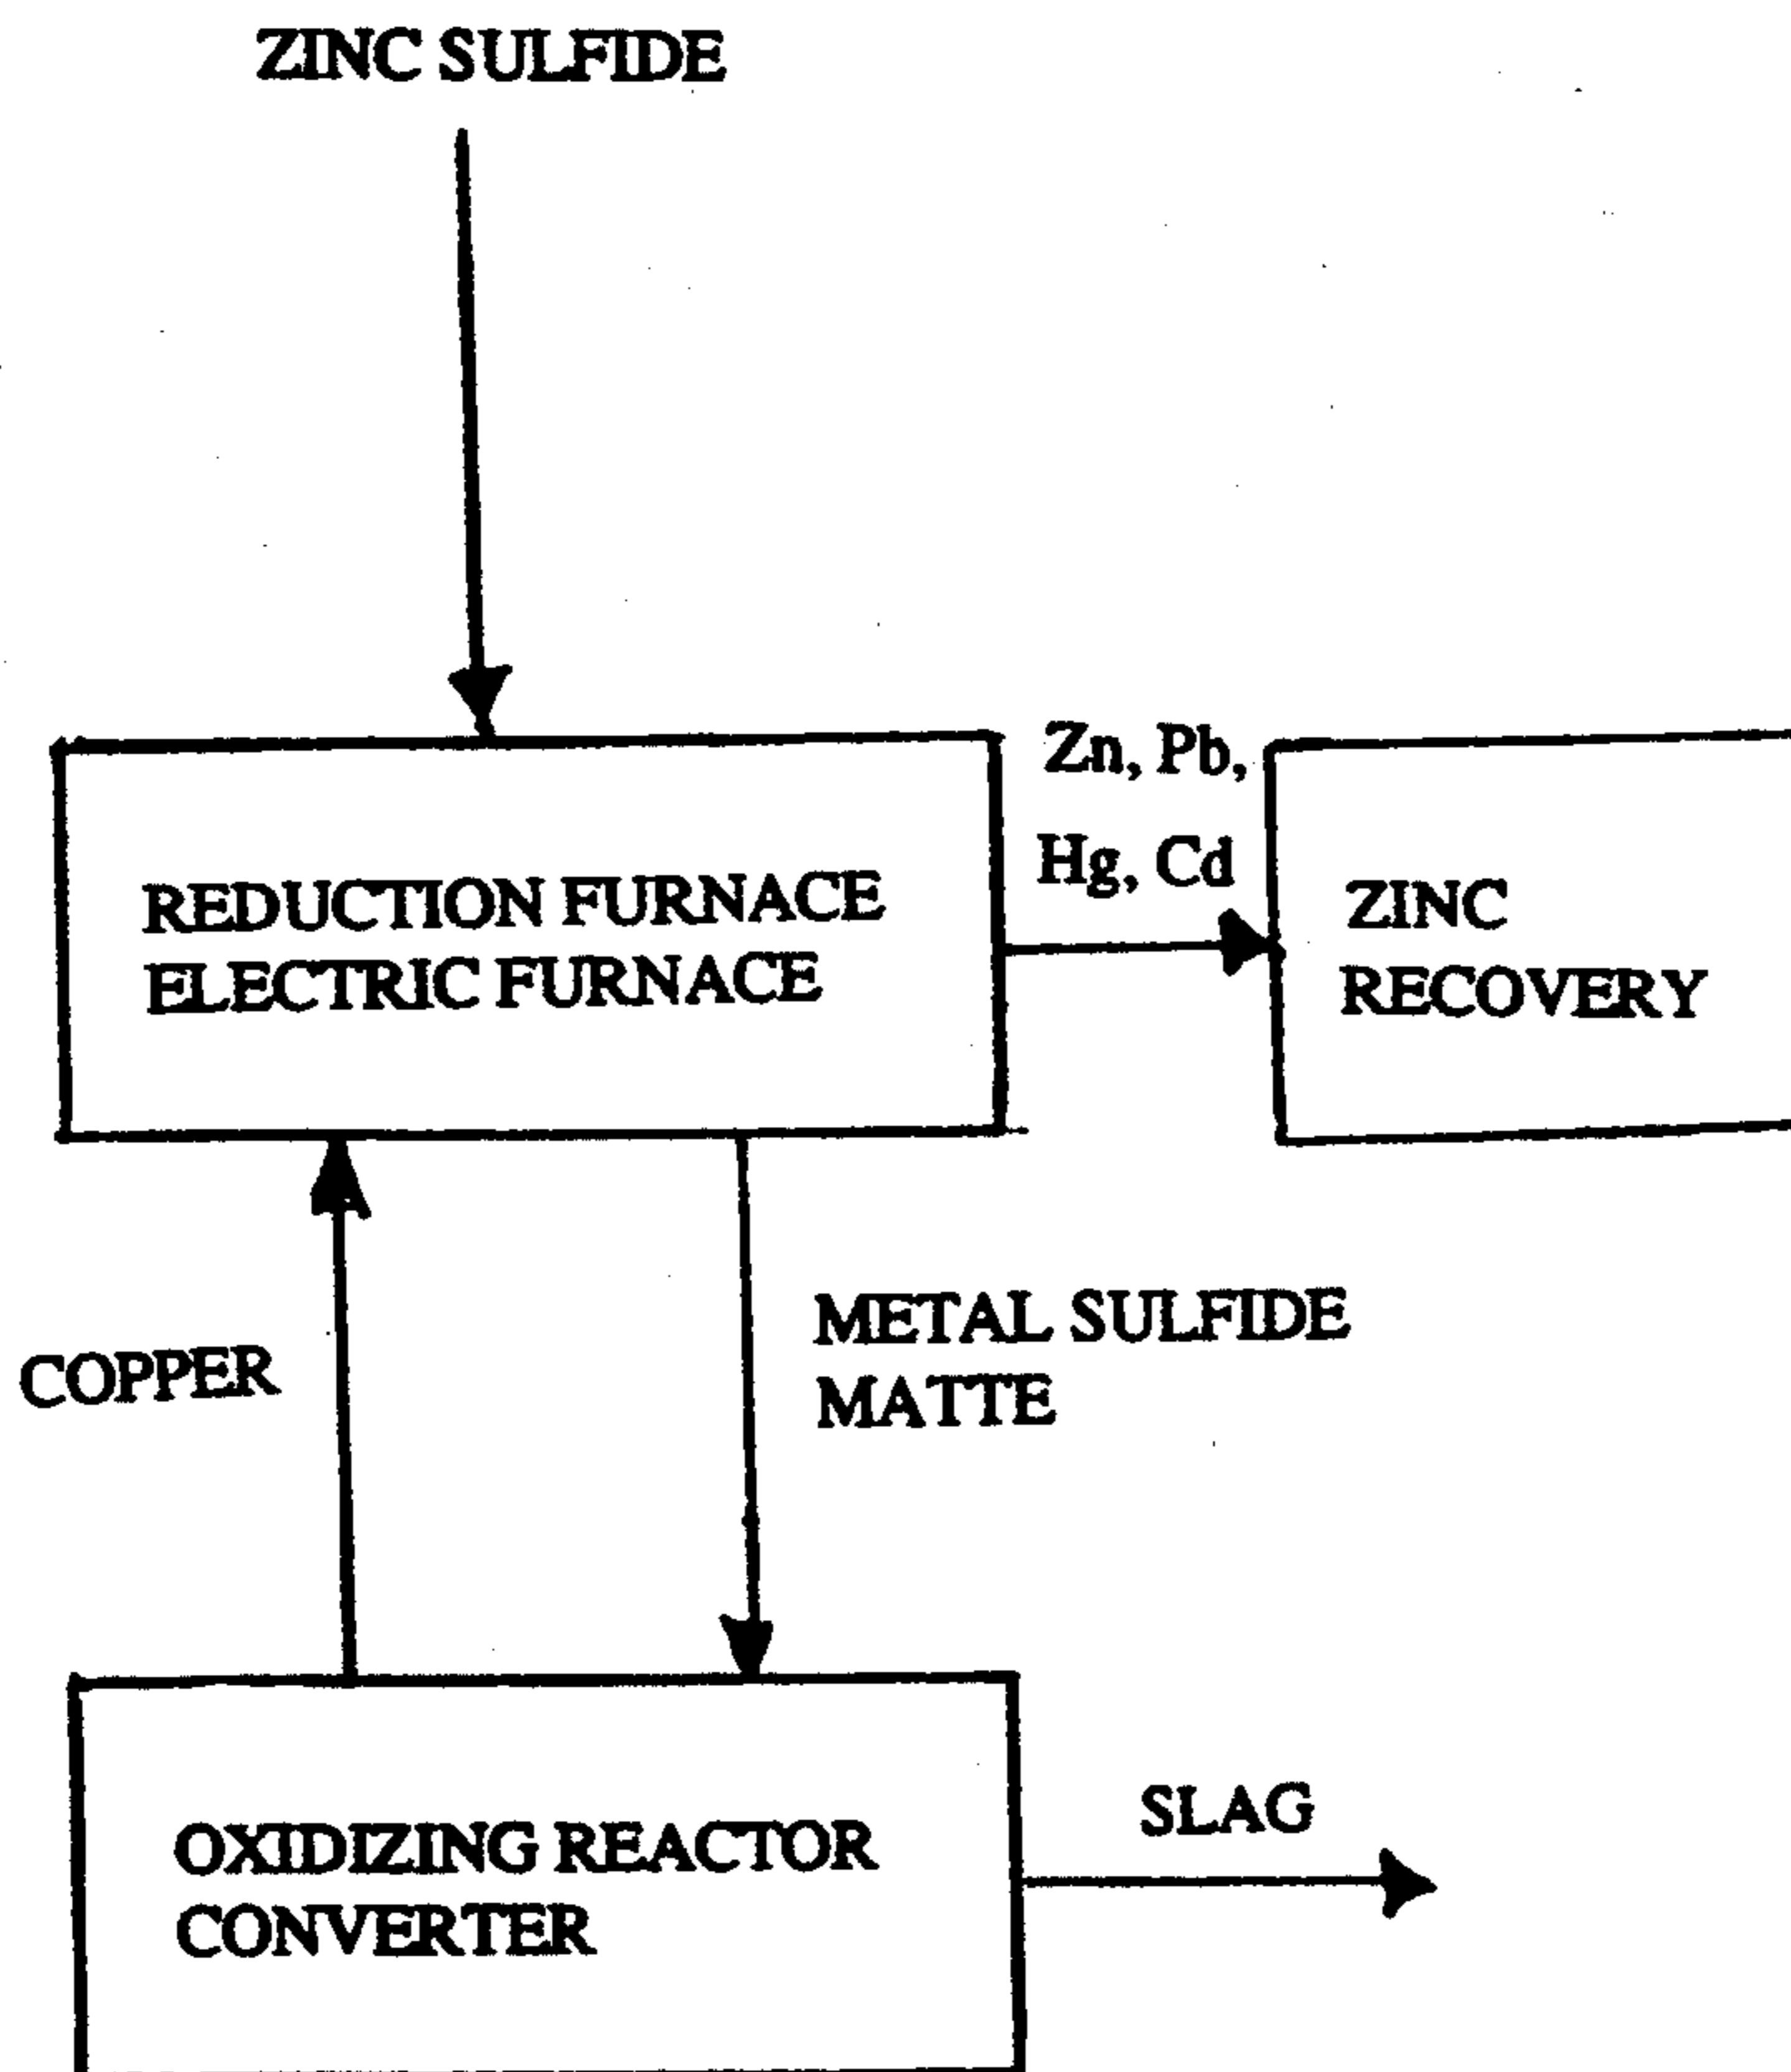 ZINC SULFIDE
Zn, Pb,
Hg, Cd
REDUCTION FURNACE
ELECTRIC FURNACE
ZINC
RECOVERY
COPPER
METAL SULFIDE
MATTE
SLAG
OXIDIZING REACTOR
CONVERTER